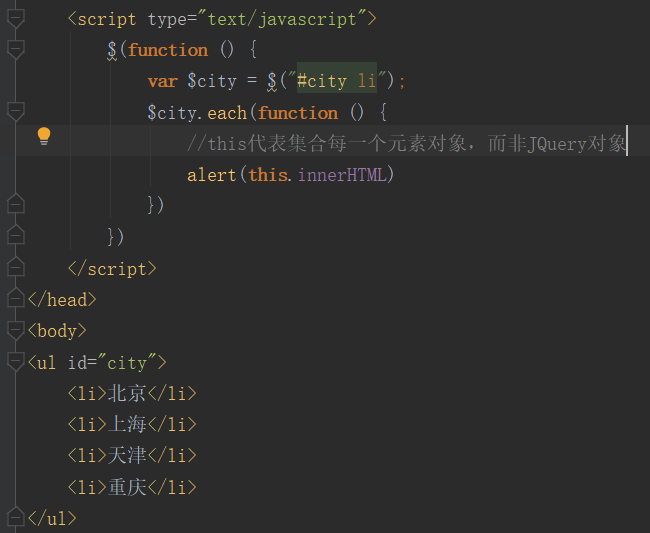 <script type="text/javascript">
$(function () {
var $city = $("#city li");
$city.each(function () {
//this代表集合每一个元素对象，而非JQuery对象
alert(this.innerHTML)
})
})
</script>
</head>
<body>
<ul id="city">
<li>北京</li>
<li>上海</li>
<li>天津</li>
<li>重庆</li>
</ul>